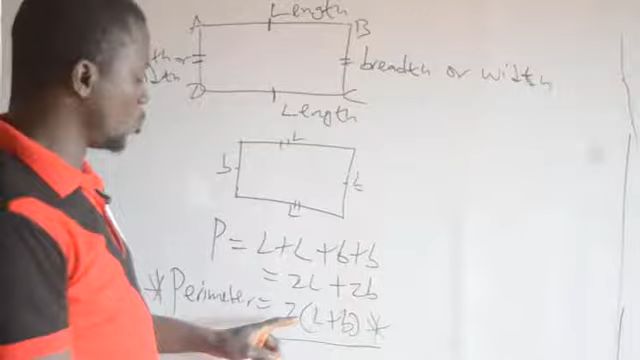 Length
A B
breadth or width
D C
Length
L
b b
L
P = L+L+b+b
= 2L+2b
*Perimeter= 2(L+b)*